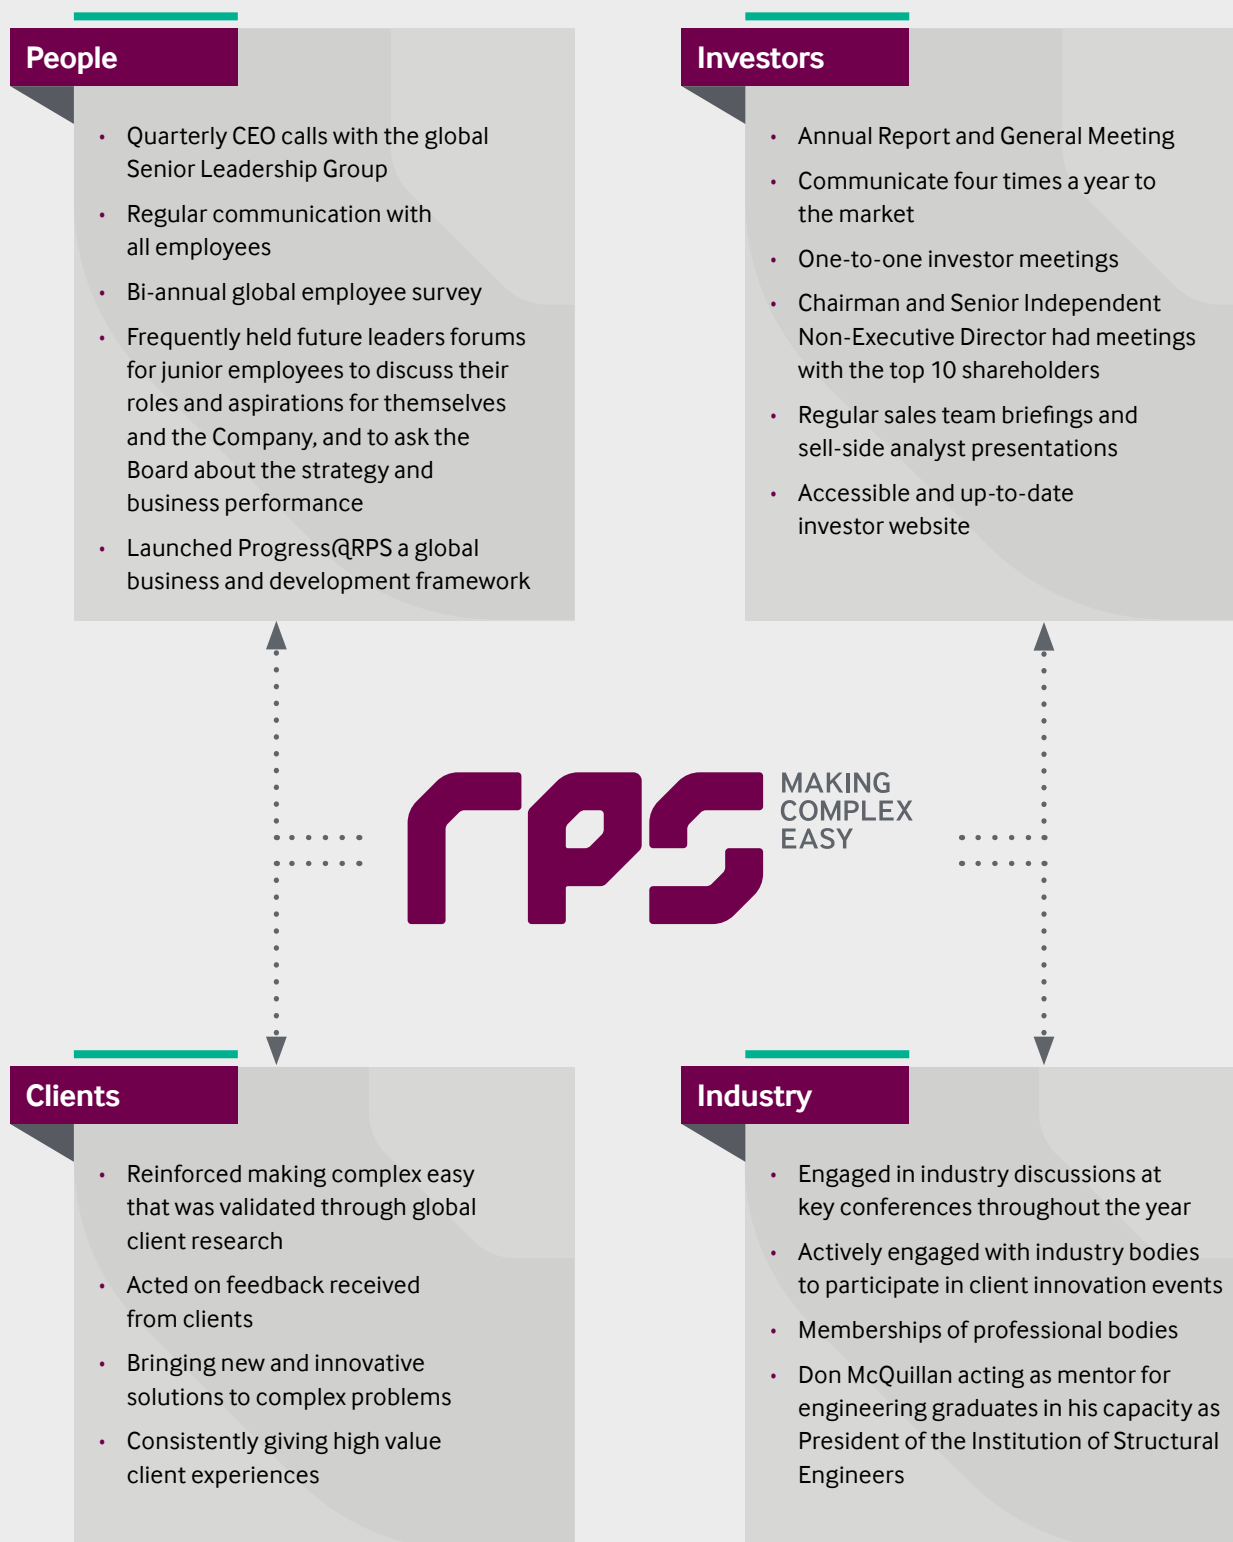 People
• Quarterly CEO calls with the global
Senior Leadership Group
• Regular communication with
all employees
• Bi-annual global employee survey
• Frequently held future leaders forums
for junior employees to discuss their
roles and aspirations for themselves
and the Company, and to ask the
Board about the strategy and
business performance
• Launched Progress@RPS a global
business and development framework
Investors
• Annual Report and General Meeting
• Communicate four times a year to
the market
• One-to-one investor meetings
• Chairman and Senior Independent
Non-Executive Director had meetings
with the top 10 shareholders
• Regular sales team briefings and
sell-side analyst presentations
• Accessible and up-to-date
investor website
rps
MAKING
COMPLEX
EASY
Clients
• Reinforced making complex easy
that was validated through global
client research
• Acted on feedback received
from clients
• Bringing new and innovative
solutions to complex problems
• Consistently giving high value
client experiences
Industry
• Engaged in industry discussions at
key conferences throughout the year
• Actively engaged with industry bodies
to participate in client innovation events
• Memberships of professional bodies
• Don McQuillan acting as mentor for
engineering graduates in his capacity as
President of the Institution of Structural
Engineers